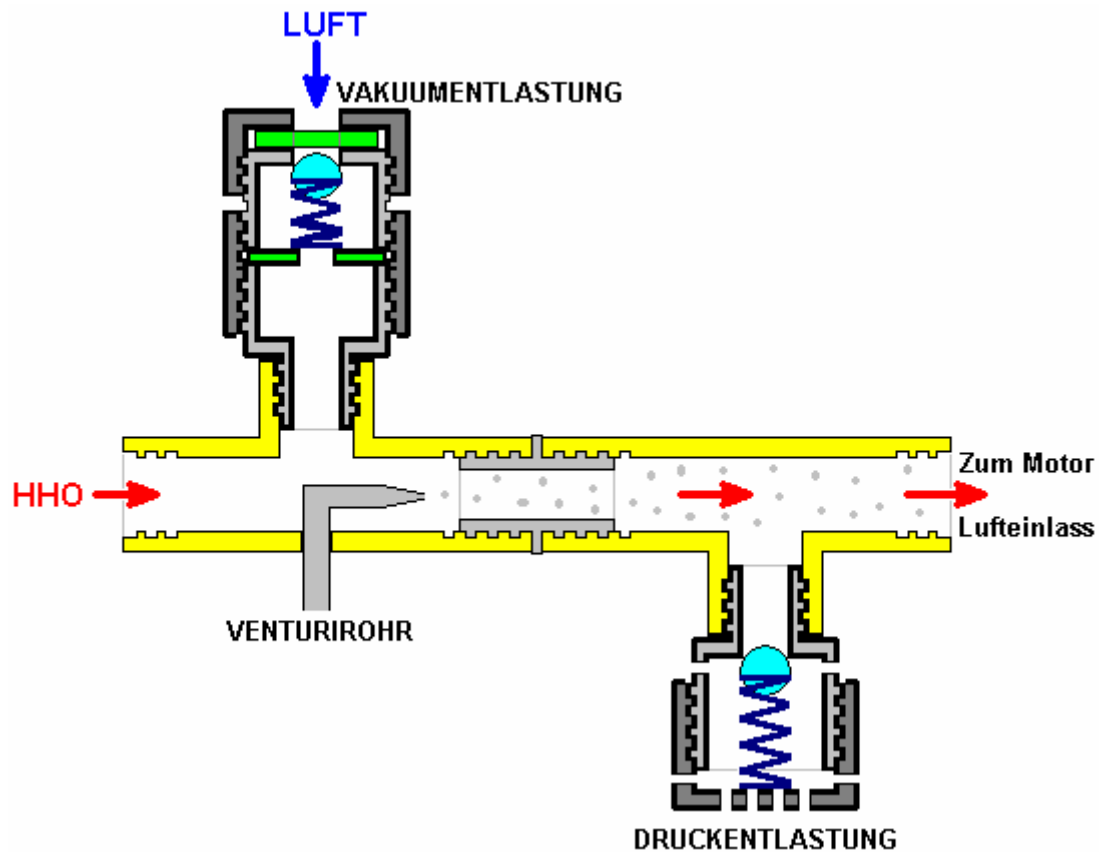 LUFT
VAKUUMENTLASTUNG
HHO
Zum Motor
Lufteinlass
VENTURIROHR
DRUCKENTLASTUNG